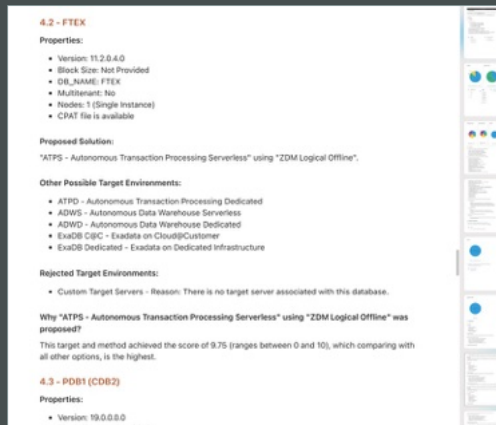 4.2 - FTEX
Properties:
• Version: 11.2.0.4.0
• Block Size: Not Provided
• DB_NAME: FTEX
• Multitenant: No
• Nodes: 1 (Single Instance)
• CPAT file is available
Proposed Solution:
"ATPS - Autonomous Transaction Processing Serverless" using "ZDM Logical Offline".
Other Possible Target Environments:
• ATPD - Autonomous Transaction Processing Dedicated
• ADWS - Autonomous Data Warehouse Serverless
• ADWD - Autonomous Data Warehouse Dedicated
• ExaDB C@C - Exadata on Cloud@Customer
• ExaDB Dedicated - Exadata on Dedicated Infrastructure
Rejected Target Environments:
• Custom Target Servers - Reason: There is no target server associated with this database.
Why "ATPS - Autonomous Transaction Processing Serverless" using "ZDM Logical Offline" was
proposed?
This target and method achieved the score of 9.75 (ranges between 0 and 10), which comparing with
all other options, is the highest.
4.3 - PDB1 (CDB2)
Properties:
• Version: 19.0.0.0.0